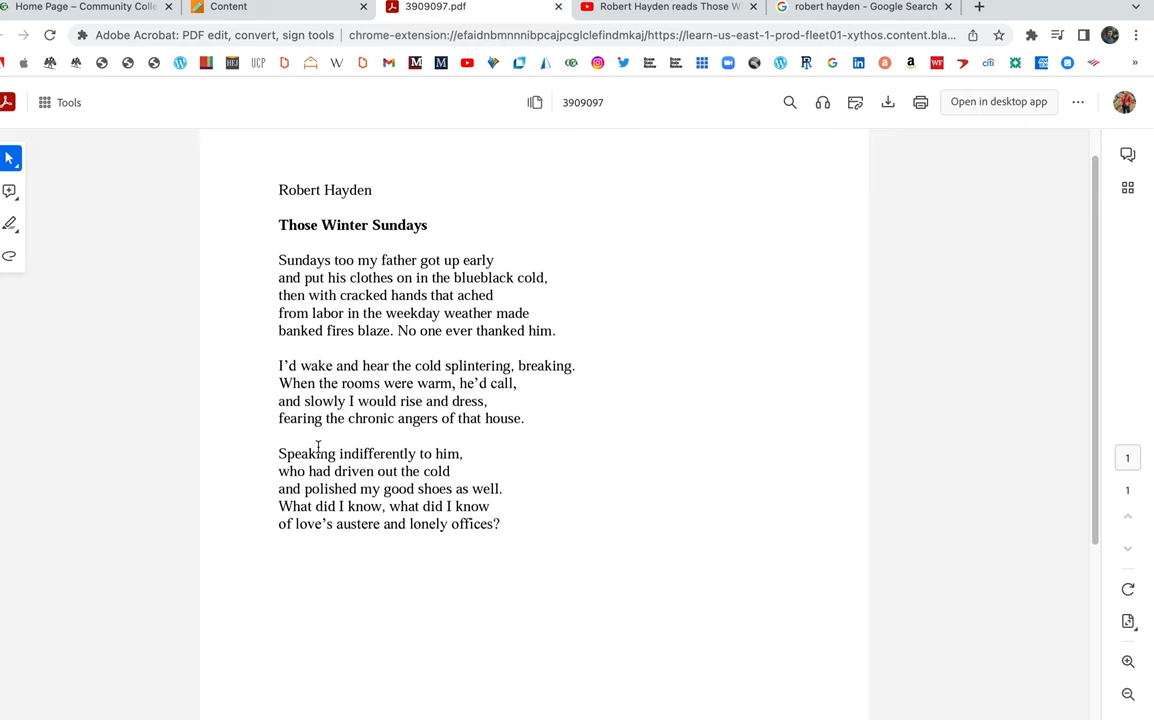 Home Page – Community Colle
Content
3909097.pdf
Robert Hayden reads Those W
robert hayden - Google Search
Adobe Acrobat: PDF edit, convert, sign tools
chrome-extension://efaidnbmnnnibpcajpcglclefindmkaj/https://learn-us-east-1-prod-fleet01-xythos.content.bla...
UCP
Tools
3909097
Open in desktop app
Robert Hayden
Those Winter Sundays
Sundays too my father got up early
and put his clothes on in the blueblack cold,
then with cracked hands that ached
from labor in the weekday weather made
banked fires blaze. No one ever thanked him.
I’d wake and hear the cold splintering, breaking.
When the rooms were warm, he’d call,
and slowly I would rise and dress,
fearing the chronic angers of that house.
Speaking indifferently to him,
who had driven out the cold
and polished my good shoes as well.
What did I know, what did I know
of love’s austere and lonely offices?
1
1